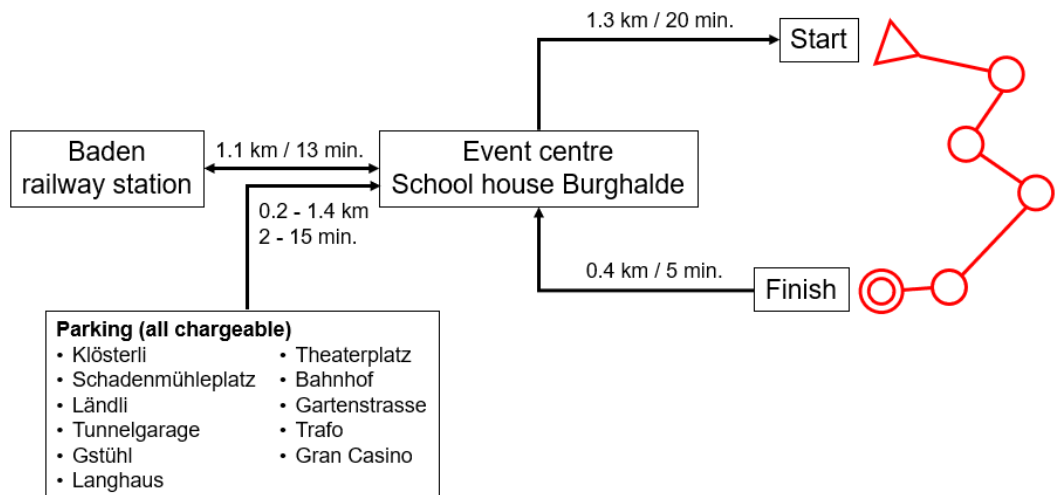 1.3 km / 20 min.
Start
Baden
railway station
1.1 km / 13 min.
Event centre
School house Burghalde
0.2 - 1.4 km
2 - 15 min.
0.4 km / 5 min.
Finish
Parking (all chargeable)
• Klösterli
• Schadenmühleplatz
• Ländli
• Tunnelgarage
• Gstühl
• Langhaus
• Theaterplatz
• Bahnhof
• Gartenstrasse
• Trafo
• Gran Casino